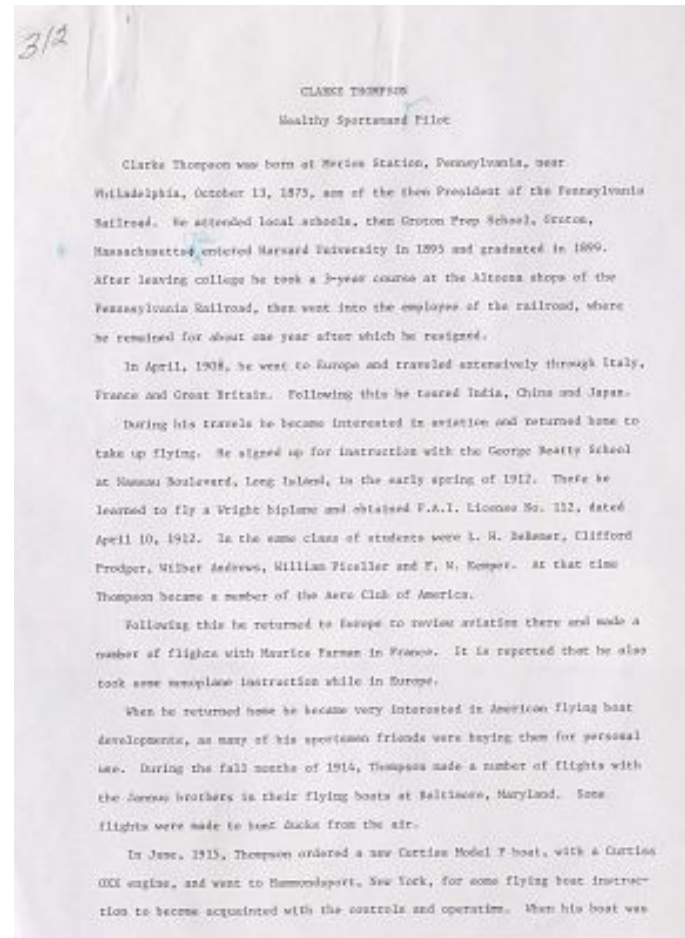 312
CLARKE THOMPSON
Wealthy Sportsmand Pilot
Clarke Thompson was born at Merion Station, Pennsylvania, near
Philadelphia, October 13, 1875, son of the then President of the Pennsylvania
Railroad. He attended local schools, then Groton Prep School, Groton,
Massachusetts entered Harvard University in 1895 and graduated in 1899.
After leaving college he took a 3-year course at the Altoona shops of the
Pennsylvania Railroad, then went into the employee of the railroad, where
he remained for about one year after which he resigned.
In April, 1908, he went to Europe and traveled extensively through Italy,
France and Great Britain. Following this he toured India, China and Japan.
During his travels he became interested in aviation and returned home to
take up flying. He signed up for instruction with the George Beatty School
at Nassau Boulevard, Long Island, in the early spring of 1912. There he
learned to fly a Wright biplane and obtained F.A.I. License No. 112, dated
April 10, 1912. In the same class of students were L. H. Clifford
Prodger, Wilber Andrews, William Piceller and F. W. Kemper. At that time
Thompson became a member of the Aero Club of America.
Following this he returned to Europe to review aviation there and made a
number of flights with Maurice Farman in France. It is reported that he also
took some monoplane instruction while in Europe.
When he returned home he became very interested in American flying boat
developments, as many of his sportsmen friends were buying them for personal
use. During the fall months of 1914, Thompson made a number of flights with
the Jannus brothers in their flying boats at Baltimore, Maryland. Some
flights were made to hunt ducks from the air.
In June, 1915, Thompson ordered a new Curtiss Model F boat, with a Curtiss
engine, and went to Hammondsport, New York, for some flying boat instruc-
tion to become acquainted with the controls and operation. When his boat was